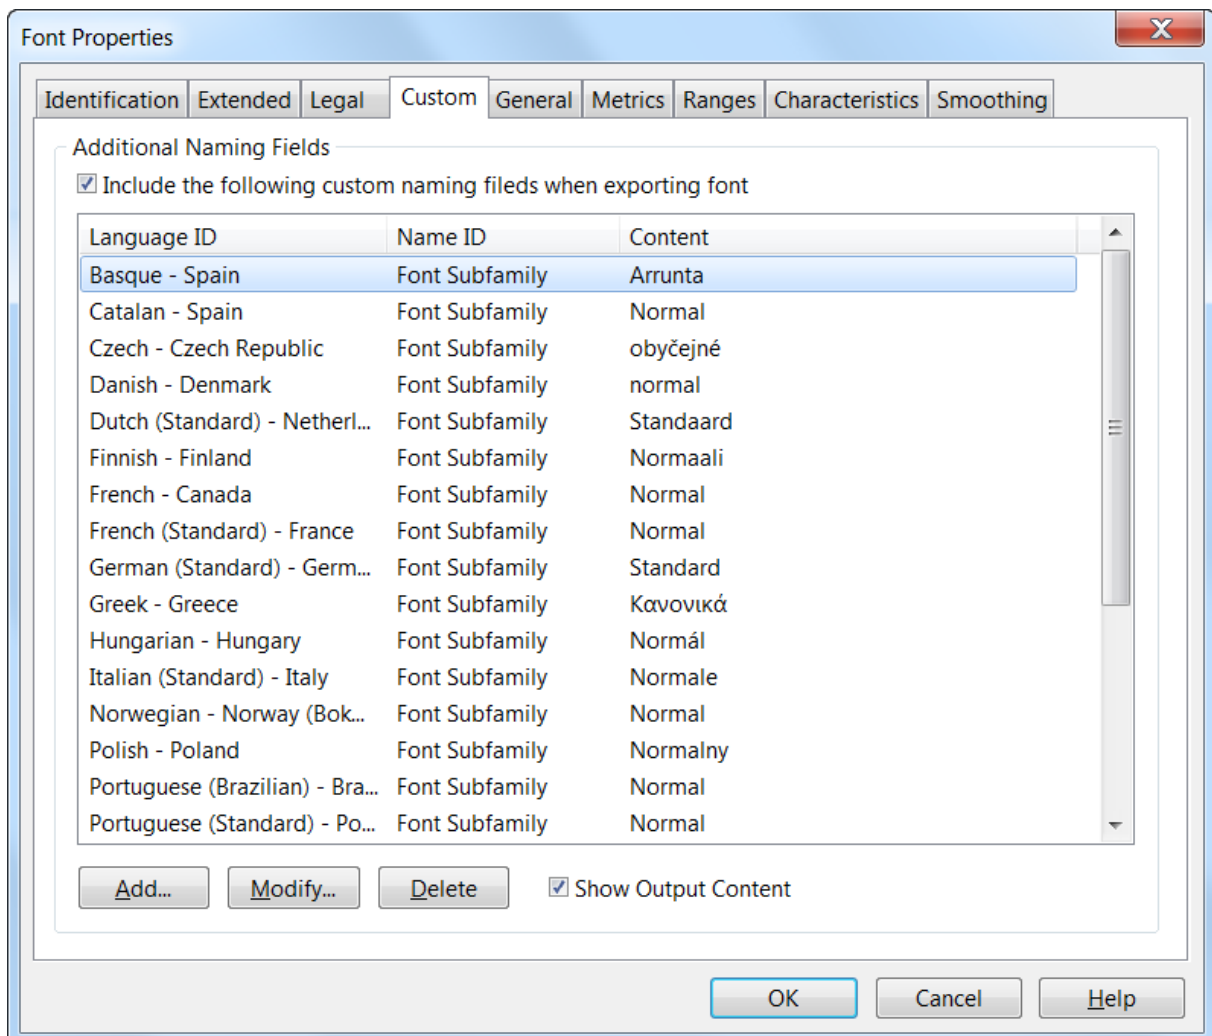 Font Properties
Identification Extended Legal Custom General Metrics Ranges Characteristics Smoothing
Additional Naming Fields
Include the following custom naming fileds when exporting font
Language ID Name ID Content
Basque - Spain Font Subfamily Arrunta
Catalan - Spain Font Subfamily Normal
Czech - Czech Republic Font Subfamily obyčejné
Danish - Denmark Font Subfamily normal
Dutch (Standard) - Netherl... Font Subfamily Standaard
Finnish - Finland Font Subfamily Normaali
French - Canada Font Subfamily Normal
French (Standard) - France Font Subfamily Normal
German (Standard) - Germ... Font Subfamily Standard
Greek - Greece Font Subfamily Κανονικά
Hungarian - Hungary Font Subfamily Normál
Italian (Standard) - Italy Font Subfamily Normale
Norwegian - Norway (Bok... Font Subfamily Normal
Polish - Poland Font Subfamily Normalny
Portuguese (Brazilian) - Bra... Font Subfamily Normal
Portuguese (Standard) - Po... Font Subfamily Normal
Add... Modify... Delete Show Output Content
OK Cancel Help